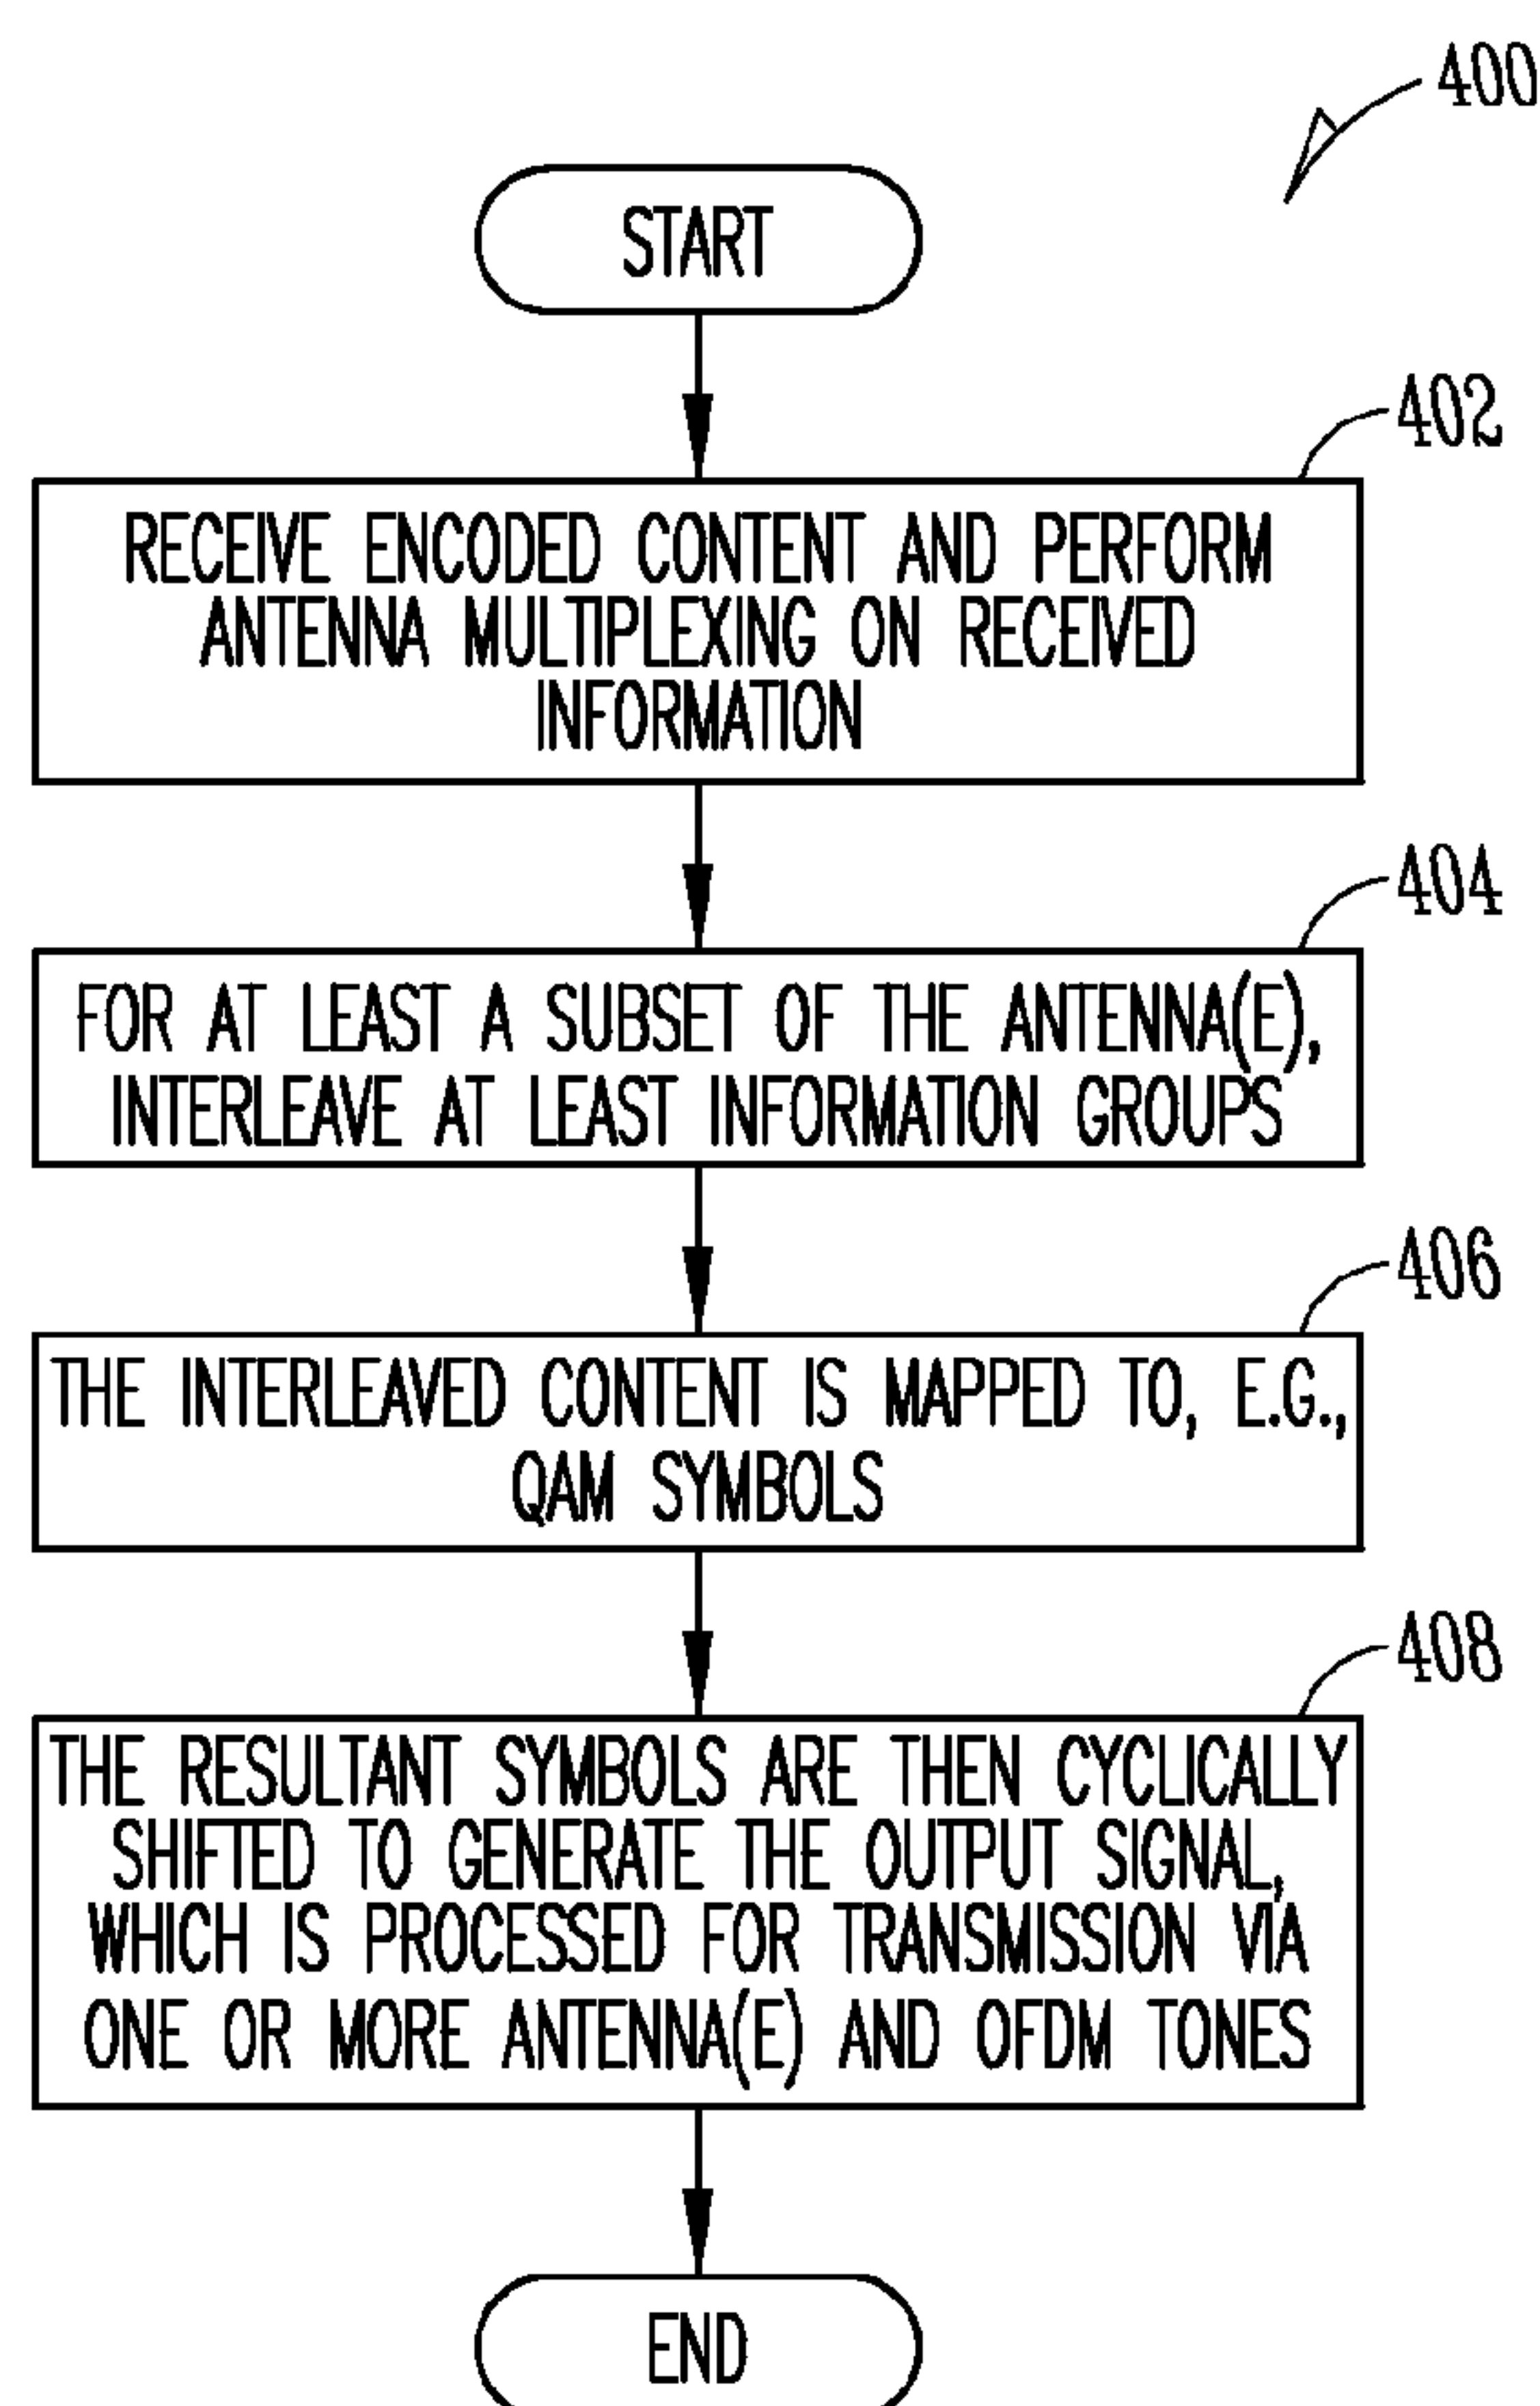 400
START
402
RECEIVE ENCODED CONTENT AND PERFORM
ANTENNA MULTIPLEXING ON RECEIVED
INFORMATION
404
FOR AT LEAST A SUBSET OF THE ANTENNA(E),
INTERLEAVE AT LEAST INFORMATION GROUPS
406
THE INTERLEAVED CONTENT IS MAPPED TO, E.G.,
QAM SYMBOLS
408
THE RESULTANT SYMBOLS ARE THEN CYCLICALLY
SHIFTED TO GENERATE THE OUTPUT SIGNAL,
WHICH IS PROCESSED FOR TRANSMISSION VIA
ONE OR MORE ANTENNA(E) AND OFDM TONES
END